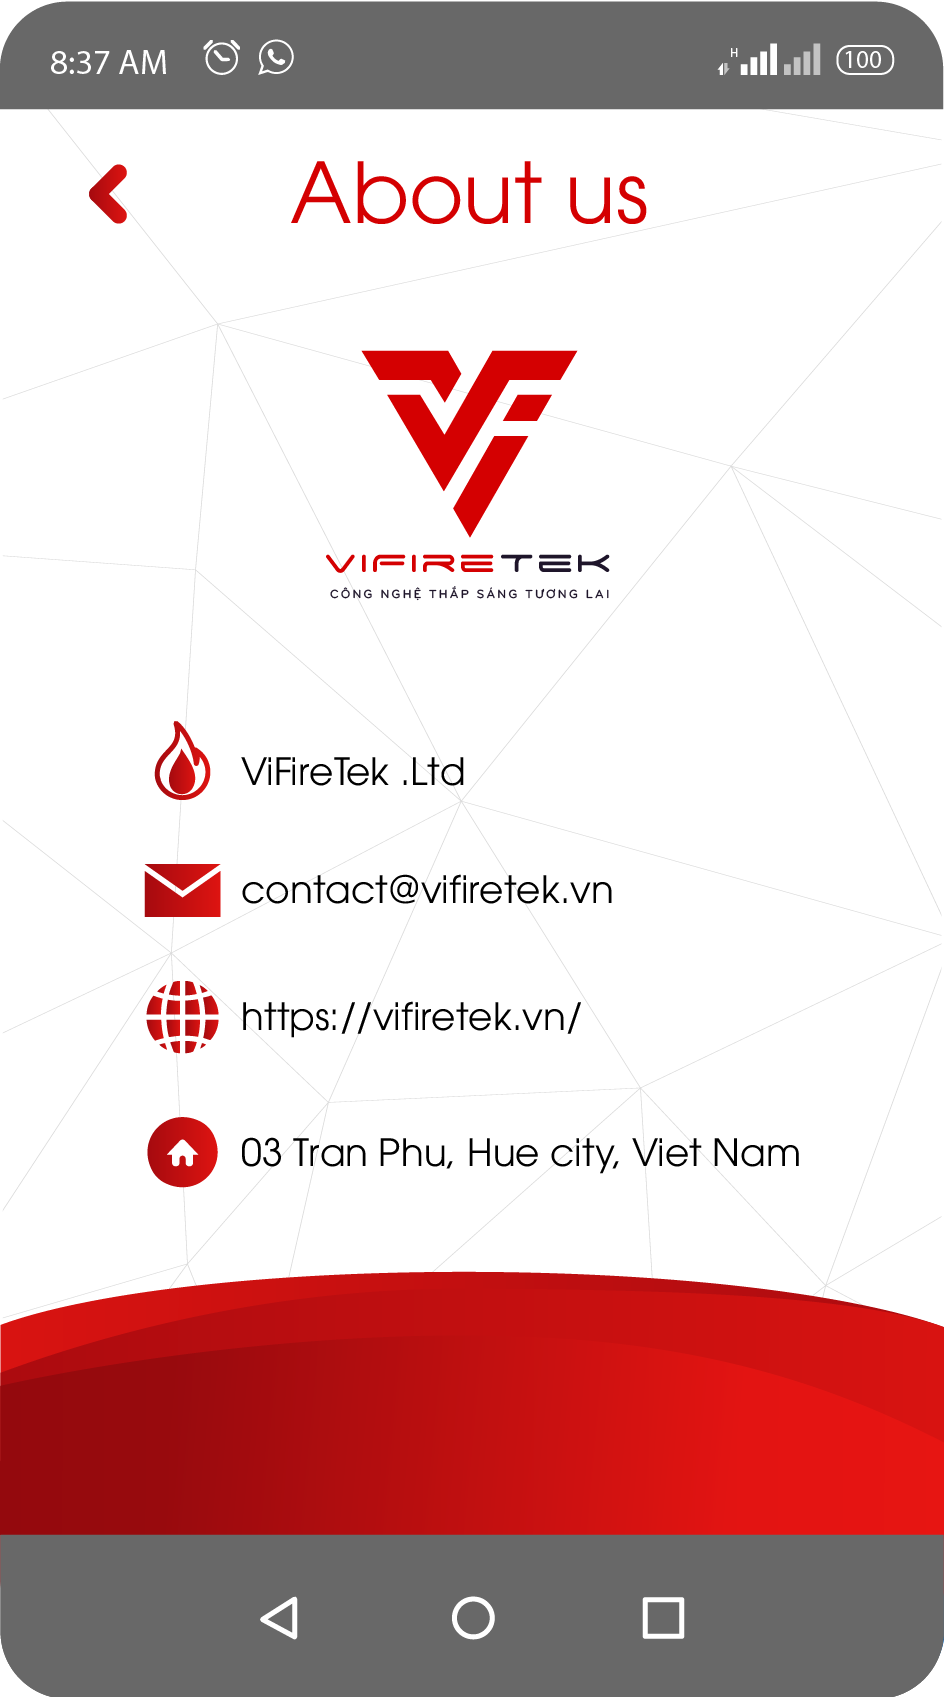 8:37 AM
H
100
About us
VIFIRETEK
CÔNG NGHỆ THẮP SÁNG TƯƠNG LAI
ViFireTek .Ltd
contact@vifiretek.vn
https://vifiretek.vn/
03 Tran Phu, Hue city, Viet Nam